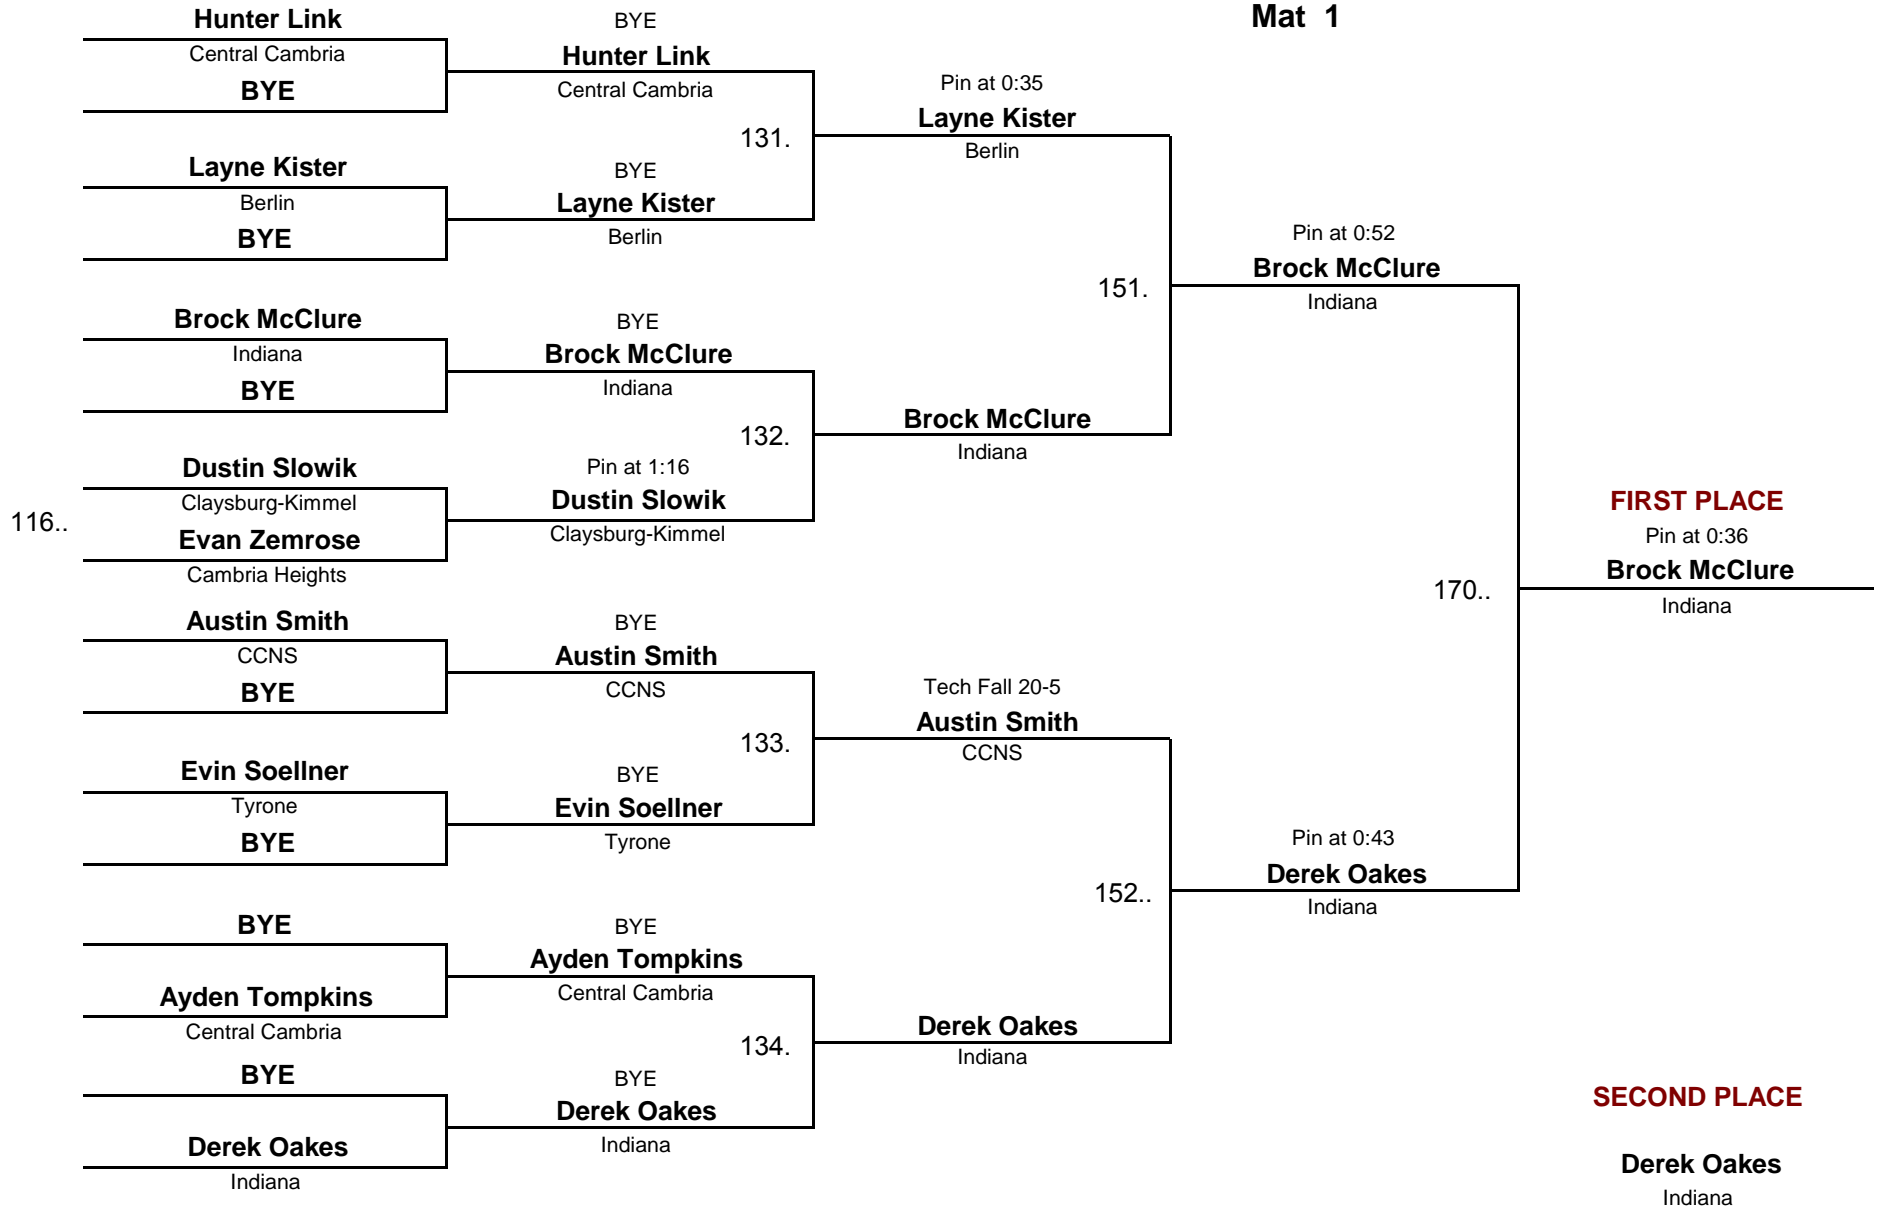 Mat 1
Hunter Link
Central Cambria
BYE
Layne Kister
Berlin
BYE
Brock McClure
Indiana
BYE
116..
Dustin Slowik
Claysburg-Kimmel
Evan Zemrose
Cambria Heights
Austin Smith
CCNS
BYE
Evin Soellner
Tyrone
BYE
BYE
Ayden Tompkins
Central Cambria
BYE
Derek Oakes
Indiana
BYE
Hunter Link
Central Cambria
131.
BYE
Layne Kister
Berlin
BYE
Brock McClure
Indiana
132.
Pin at 1:16
Dustin Slowik
Claysburg-Kimmel
BYE
Austin Smith
CCNS
133.
BYE
Evin Soellner
Tyrone
BYE
Ayden Tompkins
Central Cambria
134.
BYE
Derek Oakes
Indiana
Pin at 0:35
Layne Kister
Berlin
151.
Brock McClure
Indiana
Tech Fall 20-5
Austin Smith
CCNS
152..
Derek Oakes
Indiana
Pin at 0:52
Brock McClure
Indiana
170..
Pin at 0:43
Derek Oakes
Indiana
FIRST PLACE
Pin at 0:36
Brock McClure
Indiana
SECOND PLACE
Derek Oakes
Indiana